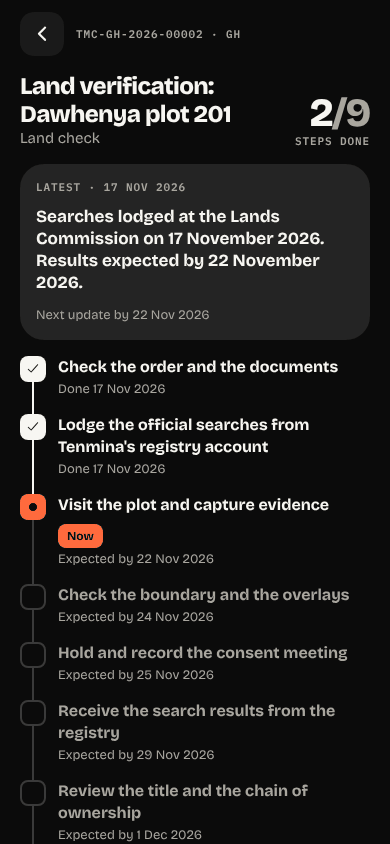 TMC-GH-2026-00002 · GH
Land verification:
Dawhenya plot 201
Land check
2/9
STEPS DONE
LATEST · 17 NOV 2026
Searches lodged at the Lands
Commission on 17 November 2026.
Results expected by 22 November
2026.
Next update by 22 Nov 2026
Check the order and the documents
Done 17 Nov 2026
Lodge the official searches from
Tenmina's registry account
Done 17 Nov 2026
Visit the plot and capture evidence
Now
Expected by 22 Nov 2026
Check the boundary and the overlays
Expected by 24 Nov 2026
Hold and record the consent meeting
Expected by 25 Nov 2026
Receive the search results from the
registry
Expected by 29 Nov 2026
Review the title and the chain of
ownership
Expected by 1 Dec 2026